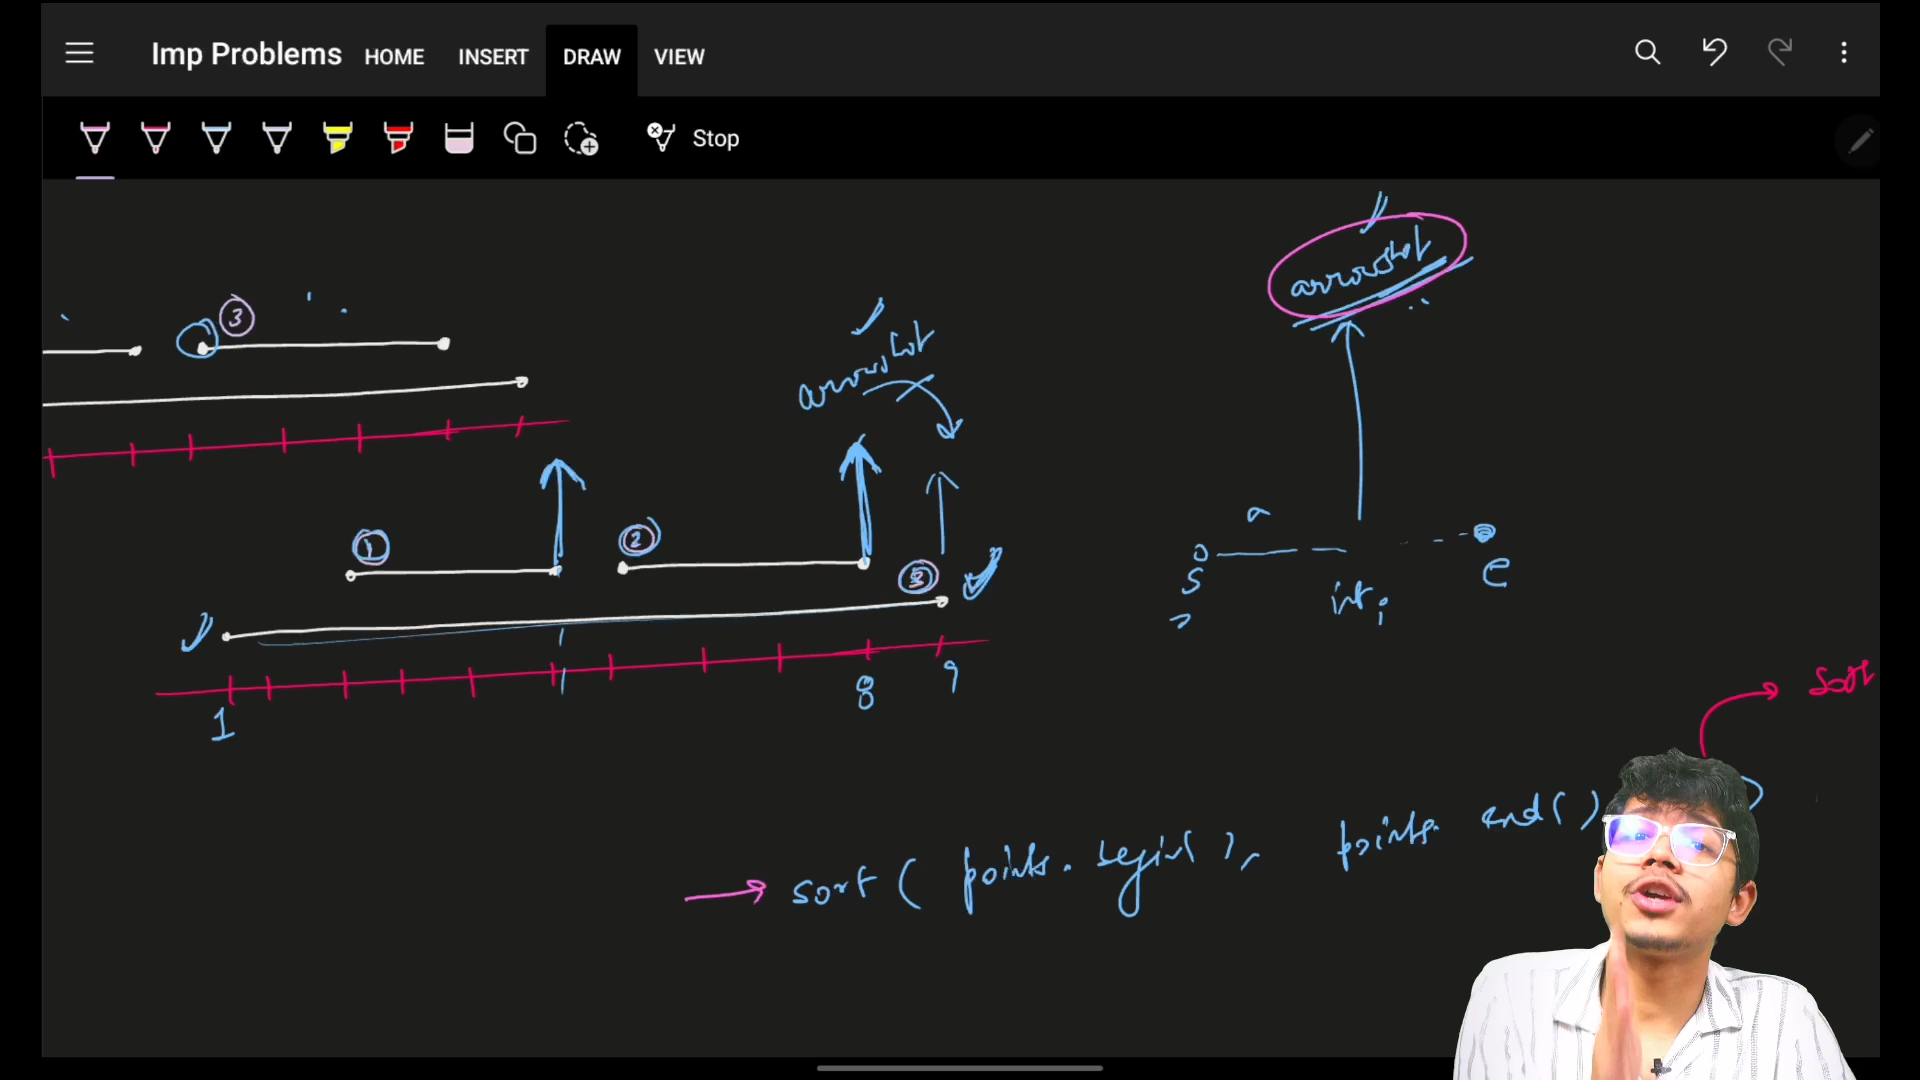 Imp Problems HOME INSERT DRAW VIEW
Stop
arrowshot
3
arrowshot
a
1 2
3
S int i e
1 8 9
sort
sort ( points.begin( ), points.end( )